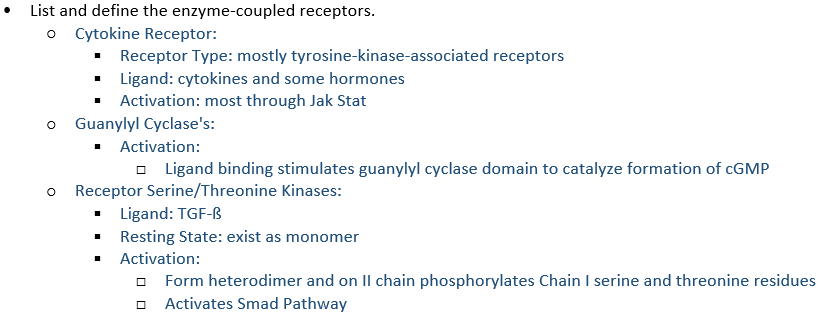 • List and define the enzyme-coupled receptors.
o Cytokine Receptor:
▪ Receptor Type: mostly tyrosine-kinase-associated receptors
▪ Ligand: cytokines and some hormones
▪ Activation: most through Jak Stat
o Guanylyl Cyclase's:
▪ Activation:
□ Ligand binding stimulates guanylyl cyclase domain to catalyze formation of cGMP
o Receptor Serine/Threonine Kinases:
▪ Ligand: TGF-ß
▪ Resting State: exist as monomer
▪ Activation:
□ Form heterodimer and on II chain phosphorylates Chain I serine and threonine residues
□ Activates Smad Pathway